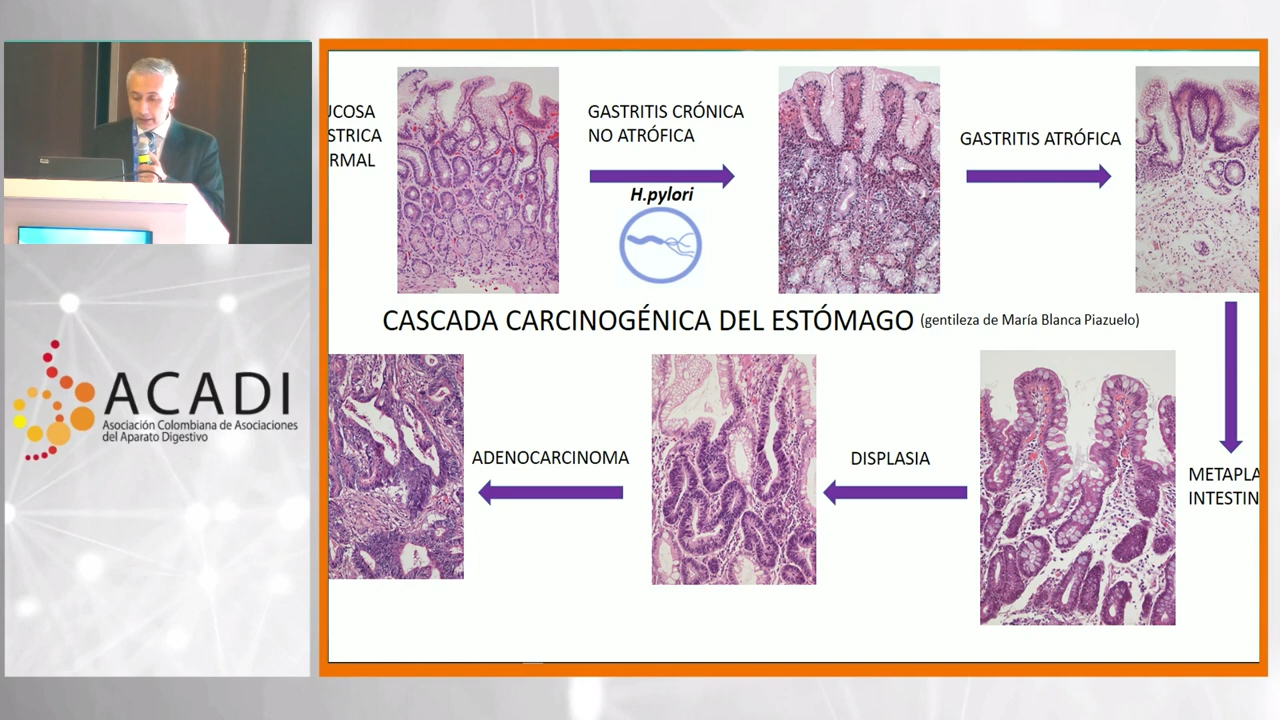 UCOSA
STRICA
RMAL
GASTRITIS CRÓNICA
NO ATRÓFICA
H.pylori
GASTRITIS ATRÓFICA
CASCADA CARCINOGÉNICA DEL ESTÓMAGO (gentileza de María Blanca Piazuelo)
ADENOCARCINOMA
DISPLASIA
METAPLA
INTESTIN
ACADI
Asociación Colombiana de Asociaciones
del Aparato Digestivo